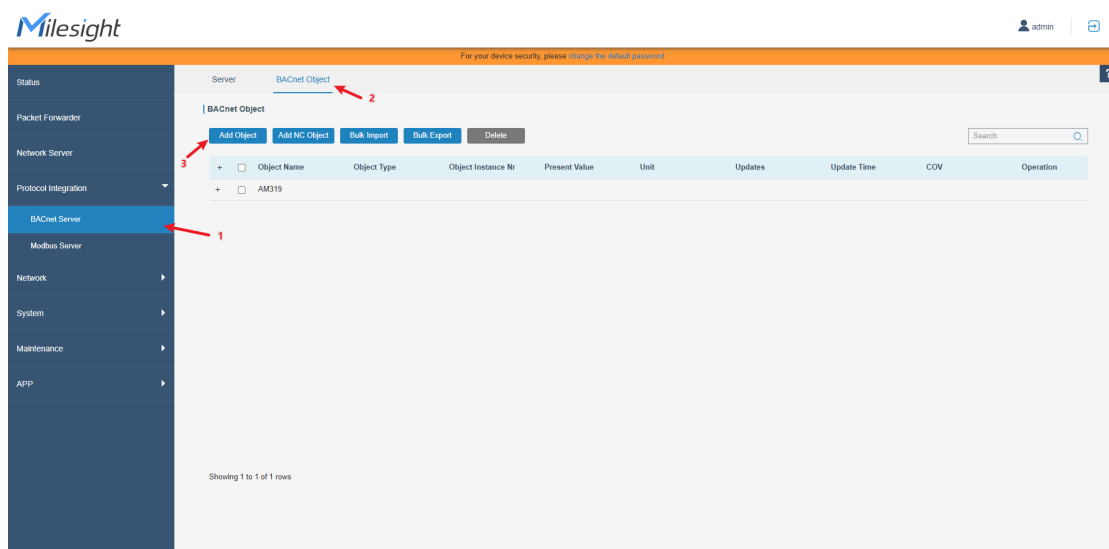 Milesight
admin
For your device security, please change the default password
Status
Packet Forwarder
Network Server
Protocol Integration
BACnet Server
Modbus Server
Network
System
Maintenance
APP
Server BACnet Object
2
BACnet Object
Add Object Add NC Object Bulk Import Bulk Export Delete Search
3
+ Object Name Object Type Object Instance Nr Present Value Unit Updates Update Time COV Operation
+ AM319
1
Showing 1 to 1 of 1 rows
?